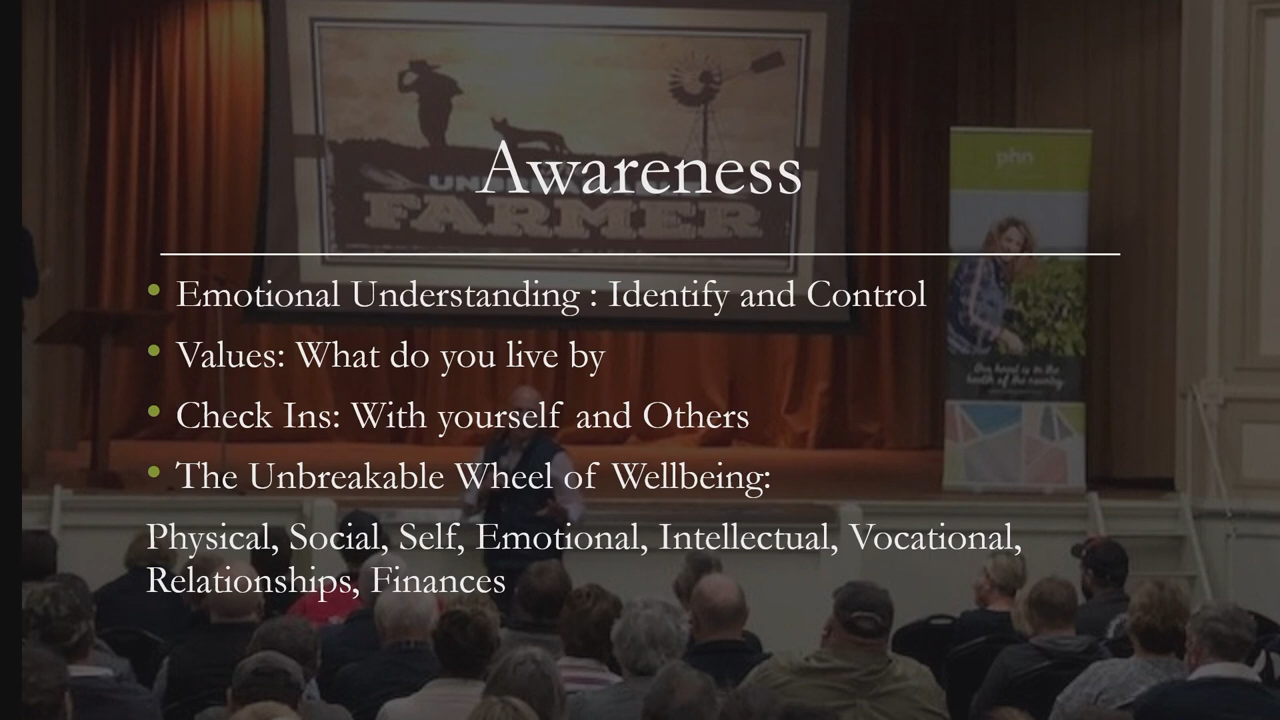 phn
Awareness
FARMER
Emotional Understanding : Identify and Control
Values: What do you live by
Check Ins: With yourself and Others
The Unbreakable Wheel of Wellbeing:
Physical, Social, Self, Emotional, Intellectual, Vocational,
Relationships, Finances